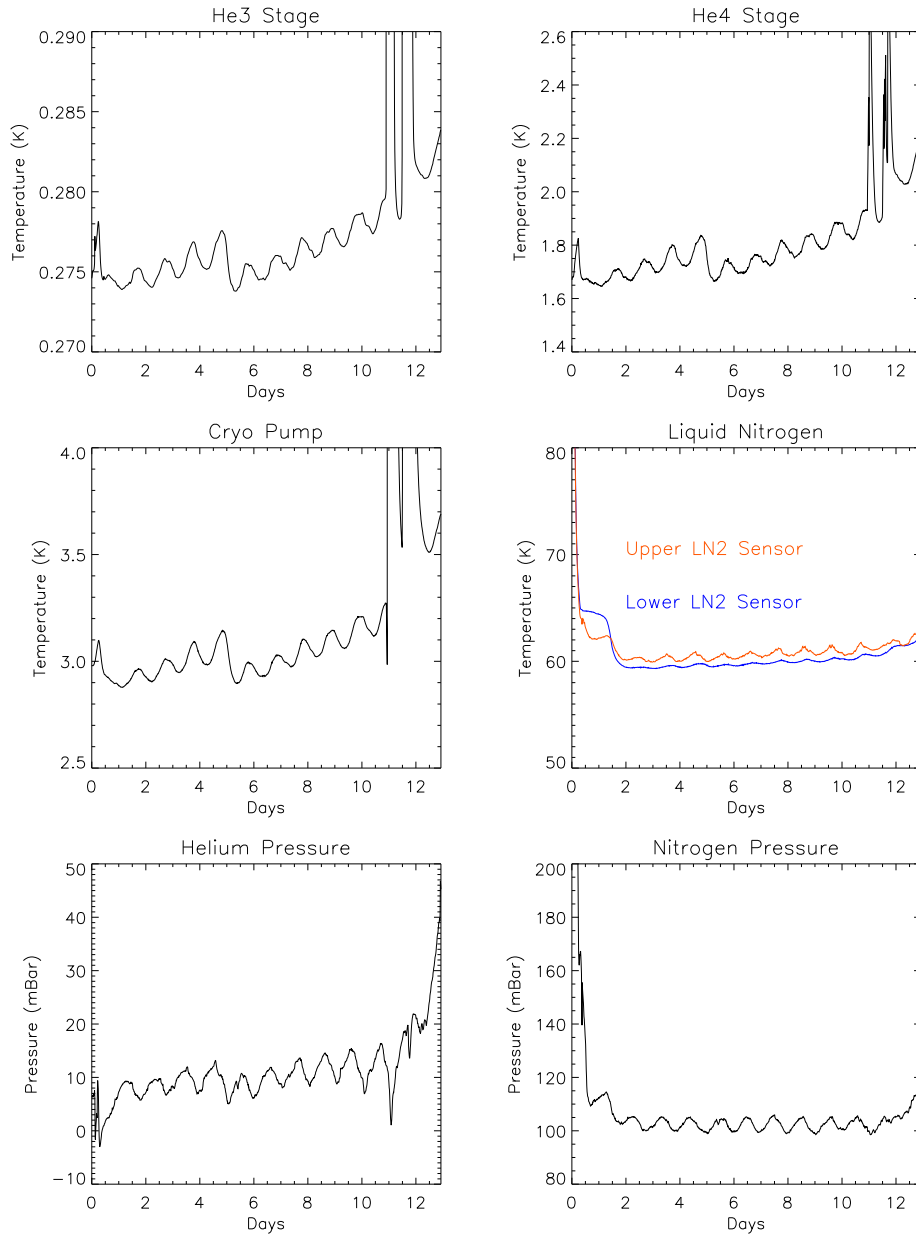 He3 Stage
0.290
0.285
0.280
0.275
0.270
Temperature (K)
0 2 4 6 8 10 12
Days
He4 Stage
2.6
2.4
2.2
2.0
1.8
1.6
1.4
Temperature (K)
0 2 4 6 8 10 12
Days
Cryo Pump
4.0
3.5
3.0
2.5
Temperature (K)
0 2 4 6 8 10 12
Days
Liquid Nitrogen
80
70
60
50
Temperature (K)
Upper LN2 Sensor
Lower LN2 Sensor
0 2 4 6 8 10 12
Days
Helium Pressure
50
40
30
20
10
0
−10
Pressure (mBar)
0 2 4 6 8 10 12
Days
Nitrogen Pressure
200
180
160
140
120
100
80
Pressure (mBar)
0 2 4 6 8 10 12
Days